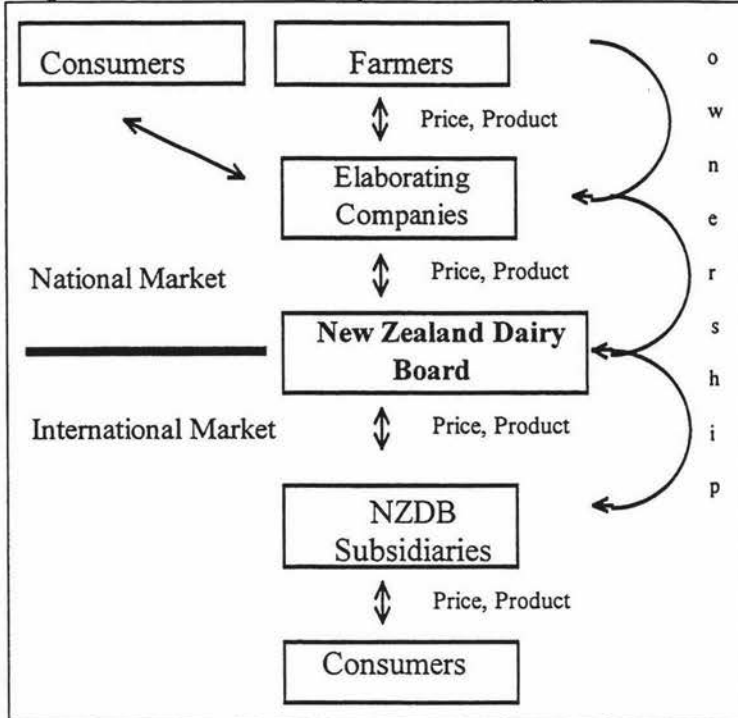 Consumers
Farmers
Price, Product
Elaborating
Companies
Price, Product
National Market
New Zealand Dairy
Board
International Market
Price, Product
NZDB
Subsidiaries
Price, Product
Consumers
o
w
n
e
r
s
h
i
p